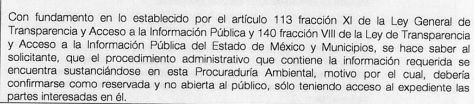 Con fundamento en lo establecido por el artículo 113 fracción XI de la Ley General de
Transparencia y Acceso a la Información Pública y 140 fracción VIII de la Ley de Transparencia
y Acceso a la Información Pública del Estado de México y Municipios, se hace saber al
solicitante, que el procedimiento administrativo que contiene la información requerida se
encuentra sustanciándose en esta Procuraduría Ambiental, motivo por el cual, debería
confirmarse como reservada y no abierta al público, sólo teniendo acceso al expediente las
partes interesadas en él.